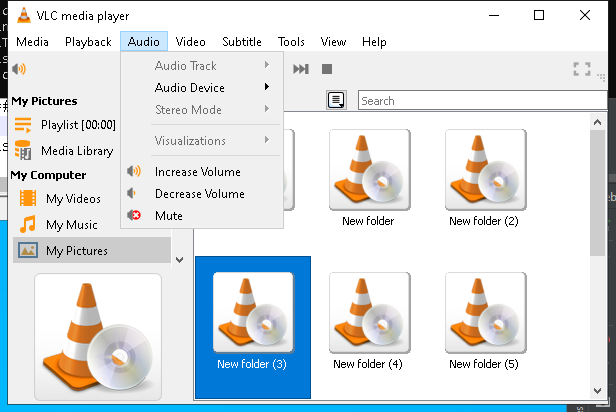 VLC media player
Media Playback Audio Video Subtitle Tools View Help
Audio Track
Audio Device
Stereo Mode
Visualizations
Increase Volume
Decrease Volume
Mute
Search
My Pictures
Playlist [00:00]
Media Library
My Computer
My Videos
My Music
My Pictures
New folder
New folder (2)
New folder (3)
New folder (4)
New folder (5)